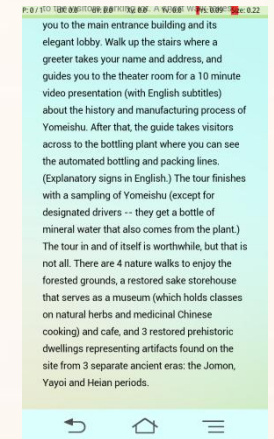 you to the main entrance building and its
elegant lobby. Walk up the stairs where a
greeter takes your name and address, and
guides you to the theater room for a 10 minute
video presentation (with English subtitles)
about the history and manufacturing process of
Yomeishu. After that, the guide takes visitors
across to the bottling plant where you can see
the automated bottling and packing lines.
(Explanatory signs in English.) The tour finishes
with a sampling of Yomeishu (except for
designated drivers -- they get a bottle of
mineral water that also comes from the plant.)
The tour in and of itself is worthwhile, but that is
not all. There are 4 nature walks to enjoy the
forested grounds, a restored sake storehouse
that serves as a museum (which holds classes
on natural herbs and medicinal Chinese
cooking) and cafe, and 3 restored prehistoric
dwellings representing artifacts found on the
site from 3 separate ancient eras: the Jomon,
Yayoi and Heian periods.